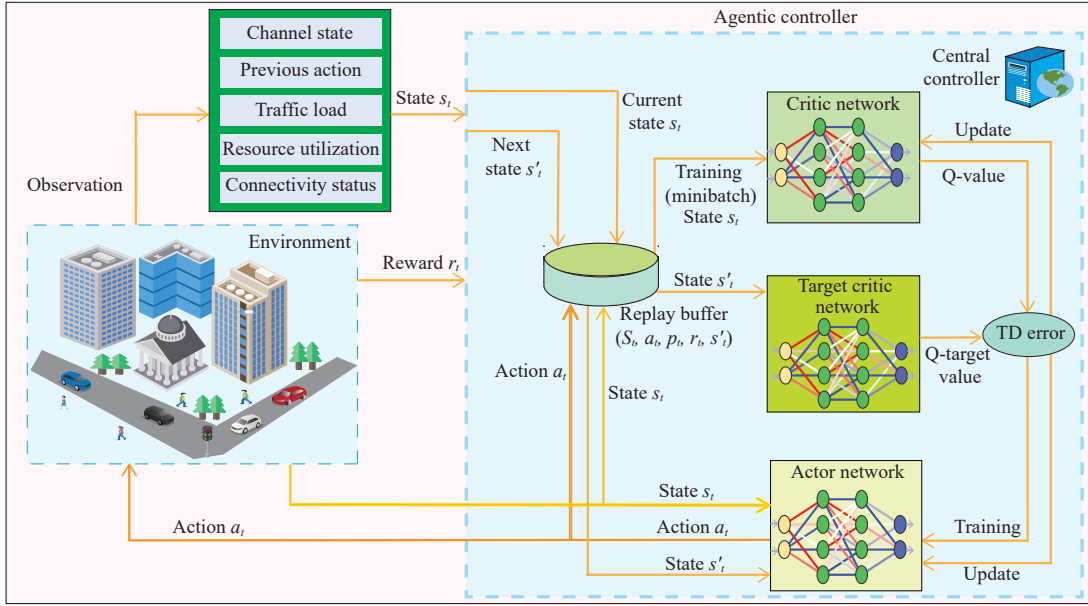 Agentic controller
Channel state
Previous action
Traffic load
Resource utilization
Connectivity status
Observation
State s_t
Environment
Reward r_t
Next
state s'_t
Current
state s_t
Central
controller
Critic network
Training
(minibatch)
State s_t
Update
Q-value
State s'_t
Replay buffer
(S_t, a_t, p_t, r_t, s'_t)
Target critic
network
TD error
Q-target
value
Action a_t
State s_t
Actor network
State s_t
Action a_t
Action a_t
State s'_t
Training
Update